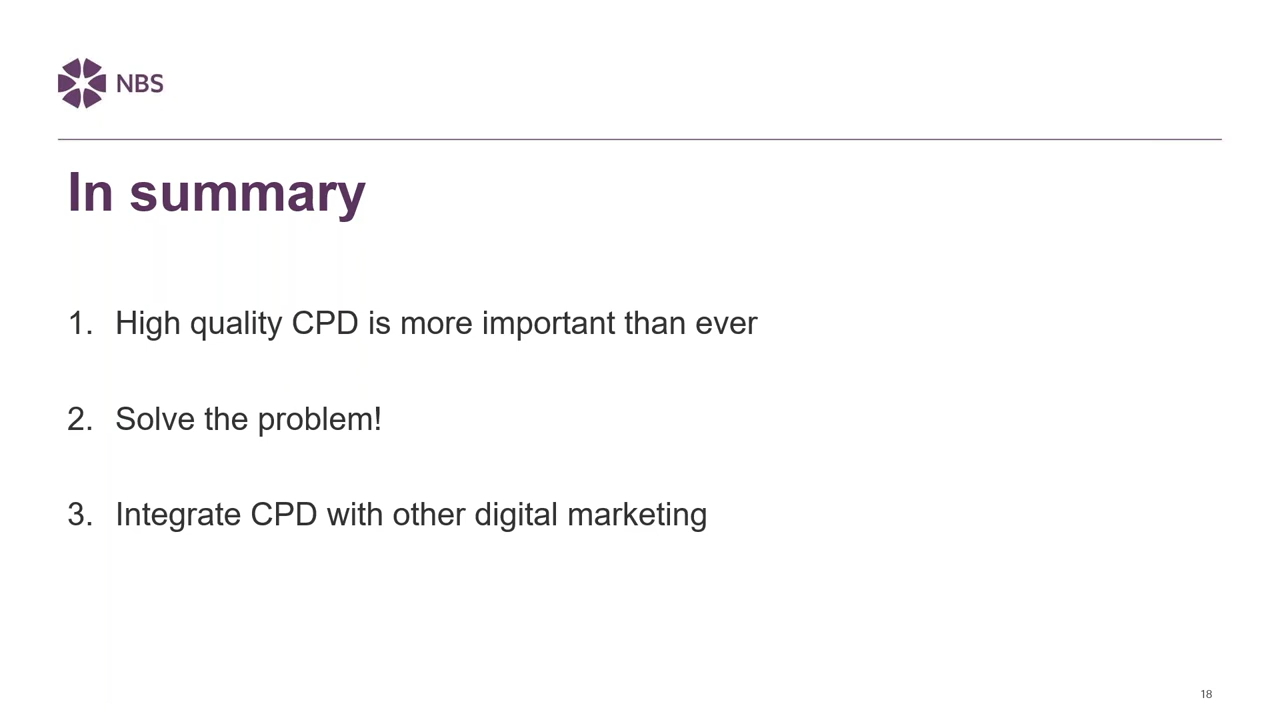 NBS
In summary
1. High quality CPD is more important than ever
2. Solve the problem!
3. Integrate CPD with other digital marketing
18